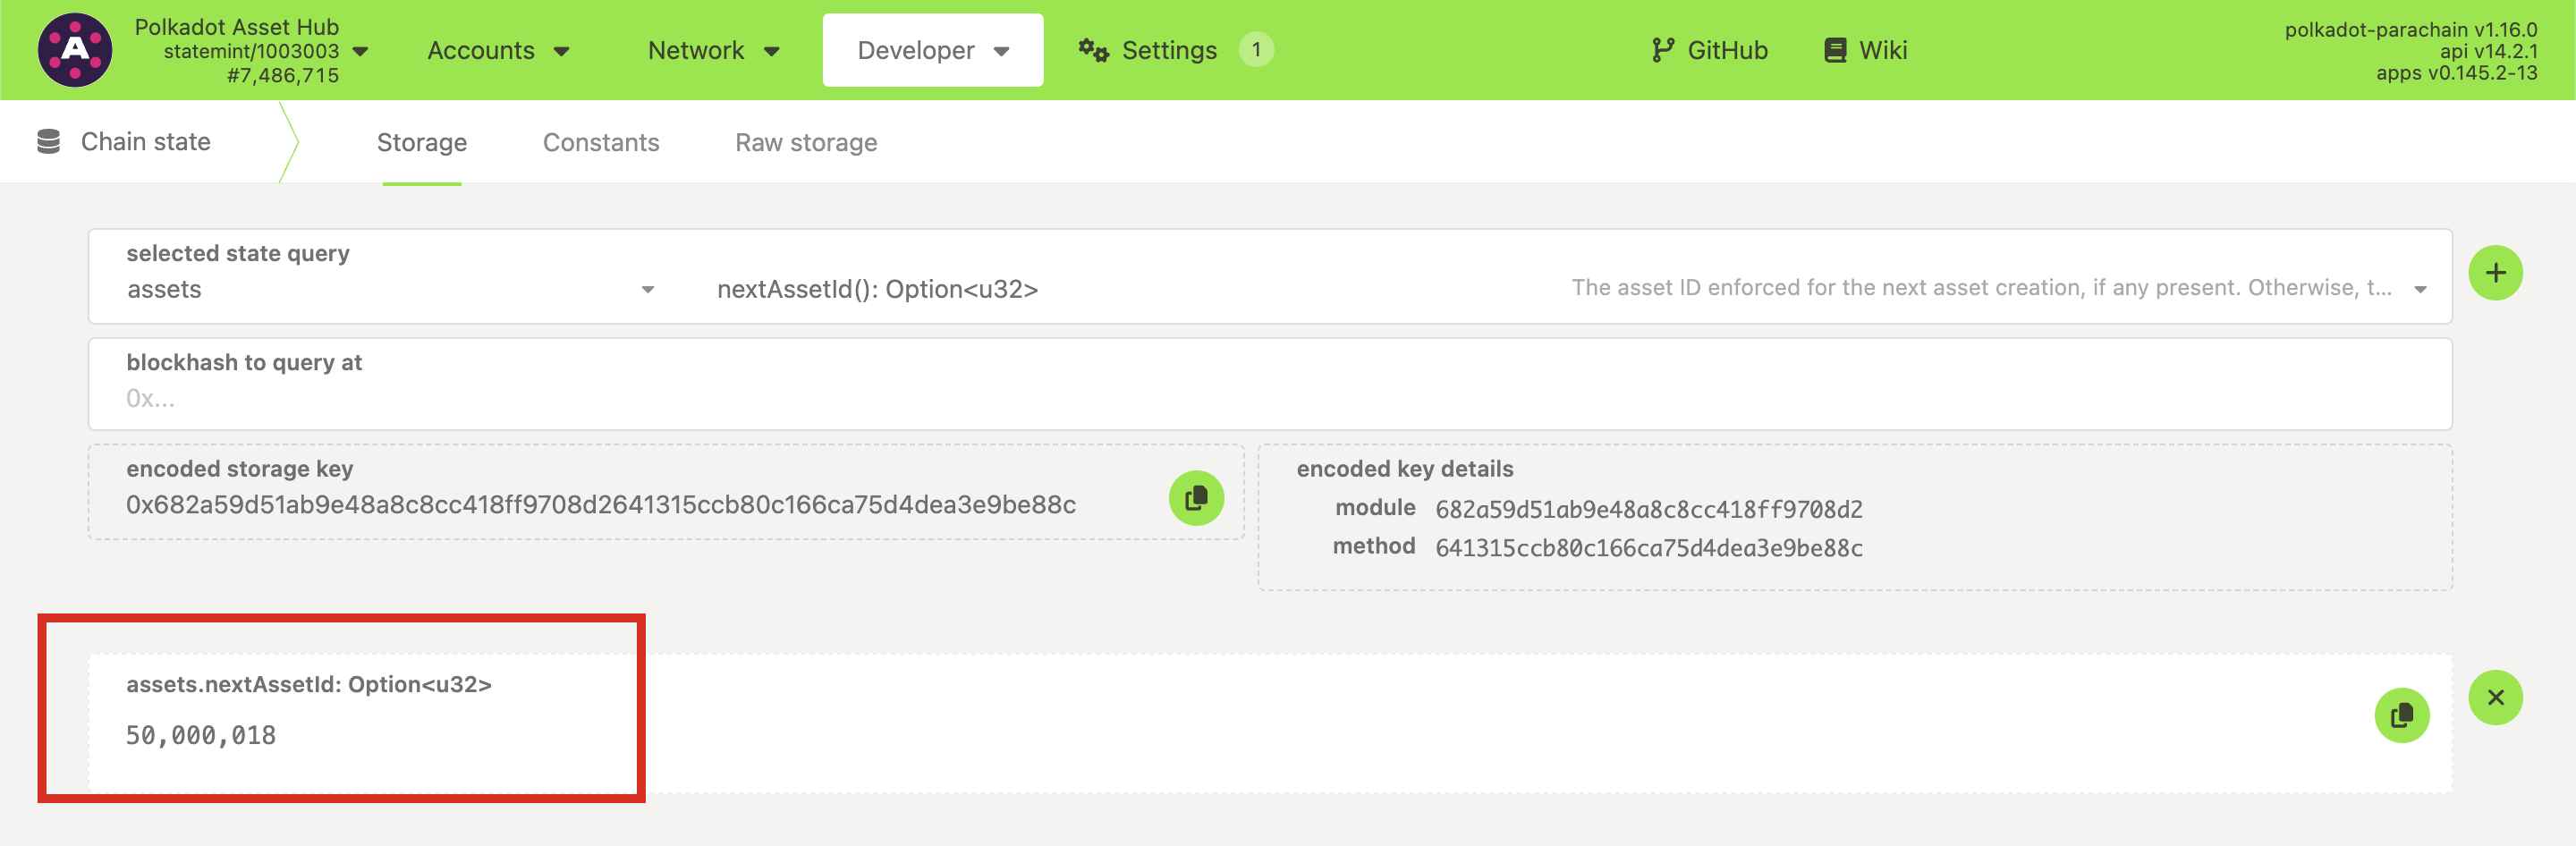 Polkadot Asset Hub
statemint/1003003
#7,486,715
Accounts
Network
Developer
Settings
1
GitHub
Wiki
polkadot-parachain v1.16.0
api v14.2.1
apps v0.145.2-13
Chain state
Storage
Constants
Raw storage
selected state query
assets
nextAssetId(): Option<u32>
The asset ID enforced for the next asset creation, if any present. Otherwise, t...
blockhash to query at
0x...
encoded storage key
0x682a59d51ab9e48a8c8cc418ff9708d2641315ccb80c166ca75d4dea3e9be88c
encoded key details
module 682a59d51ab9e48a8c8cc418ff9708d2
method 641315ccb80c166ca75d4dea3e9be88c
assets.nextAssetId: Option<u32>
50,000,018